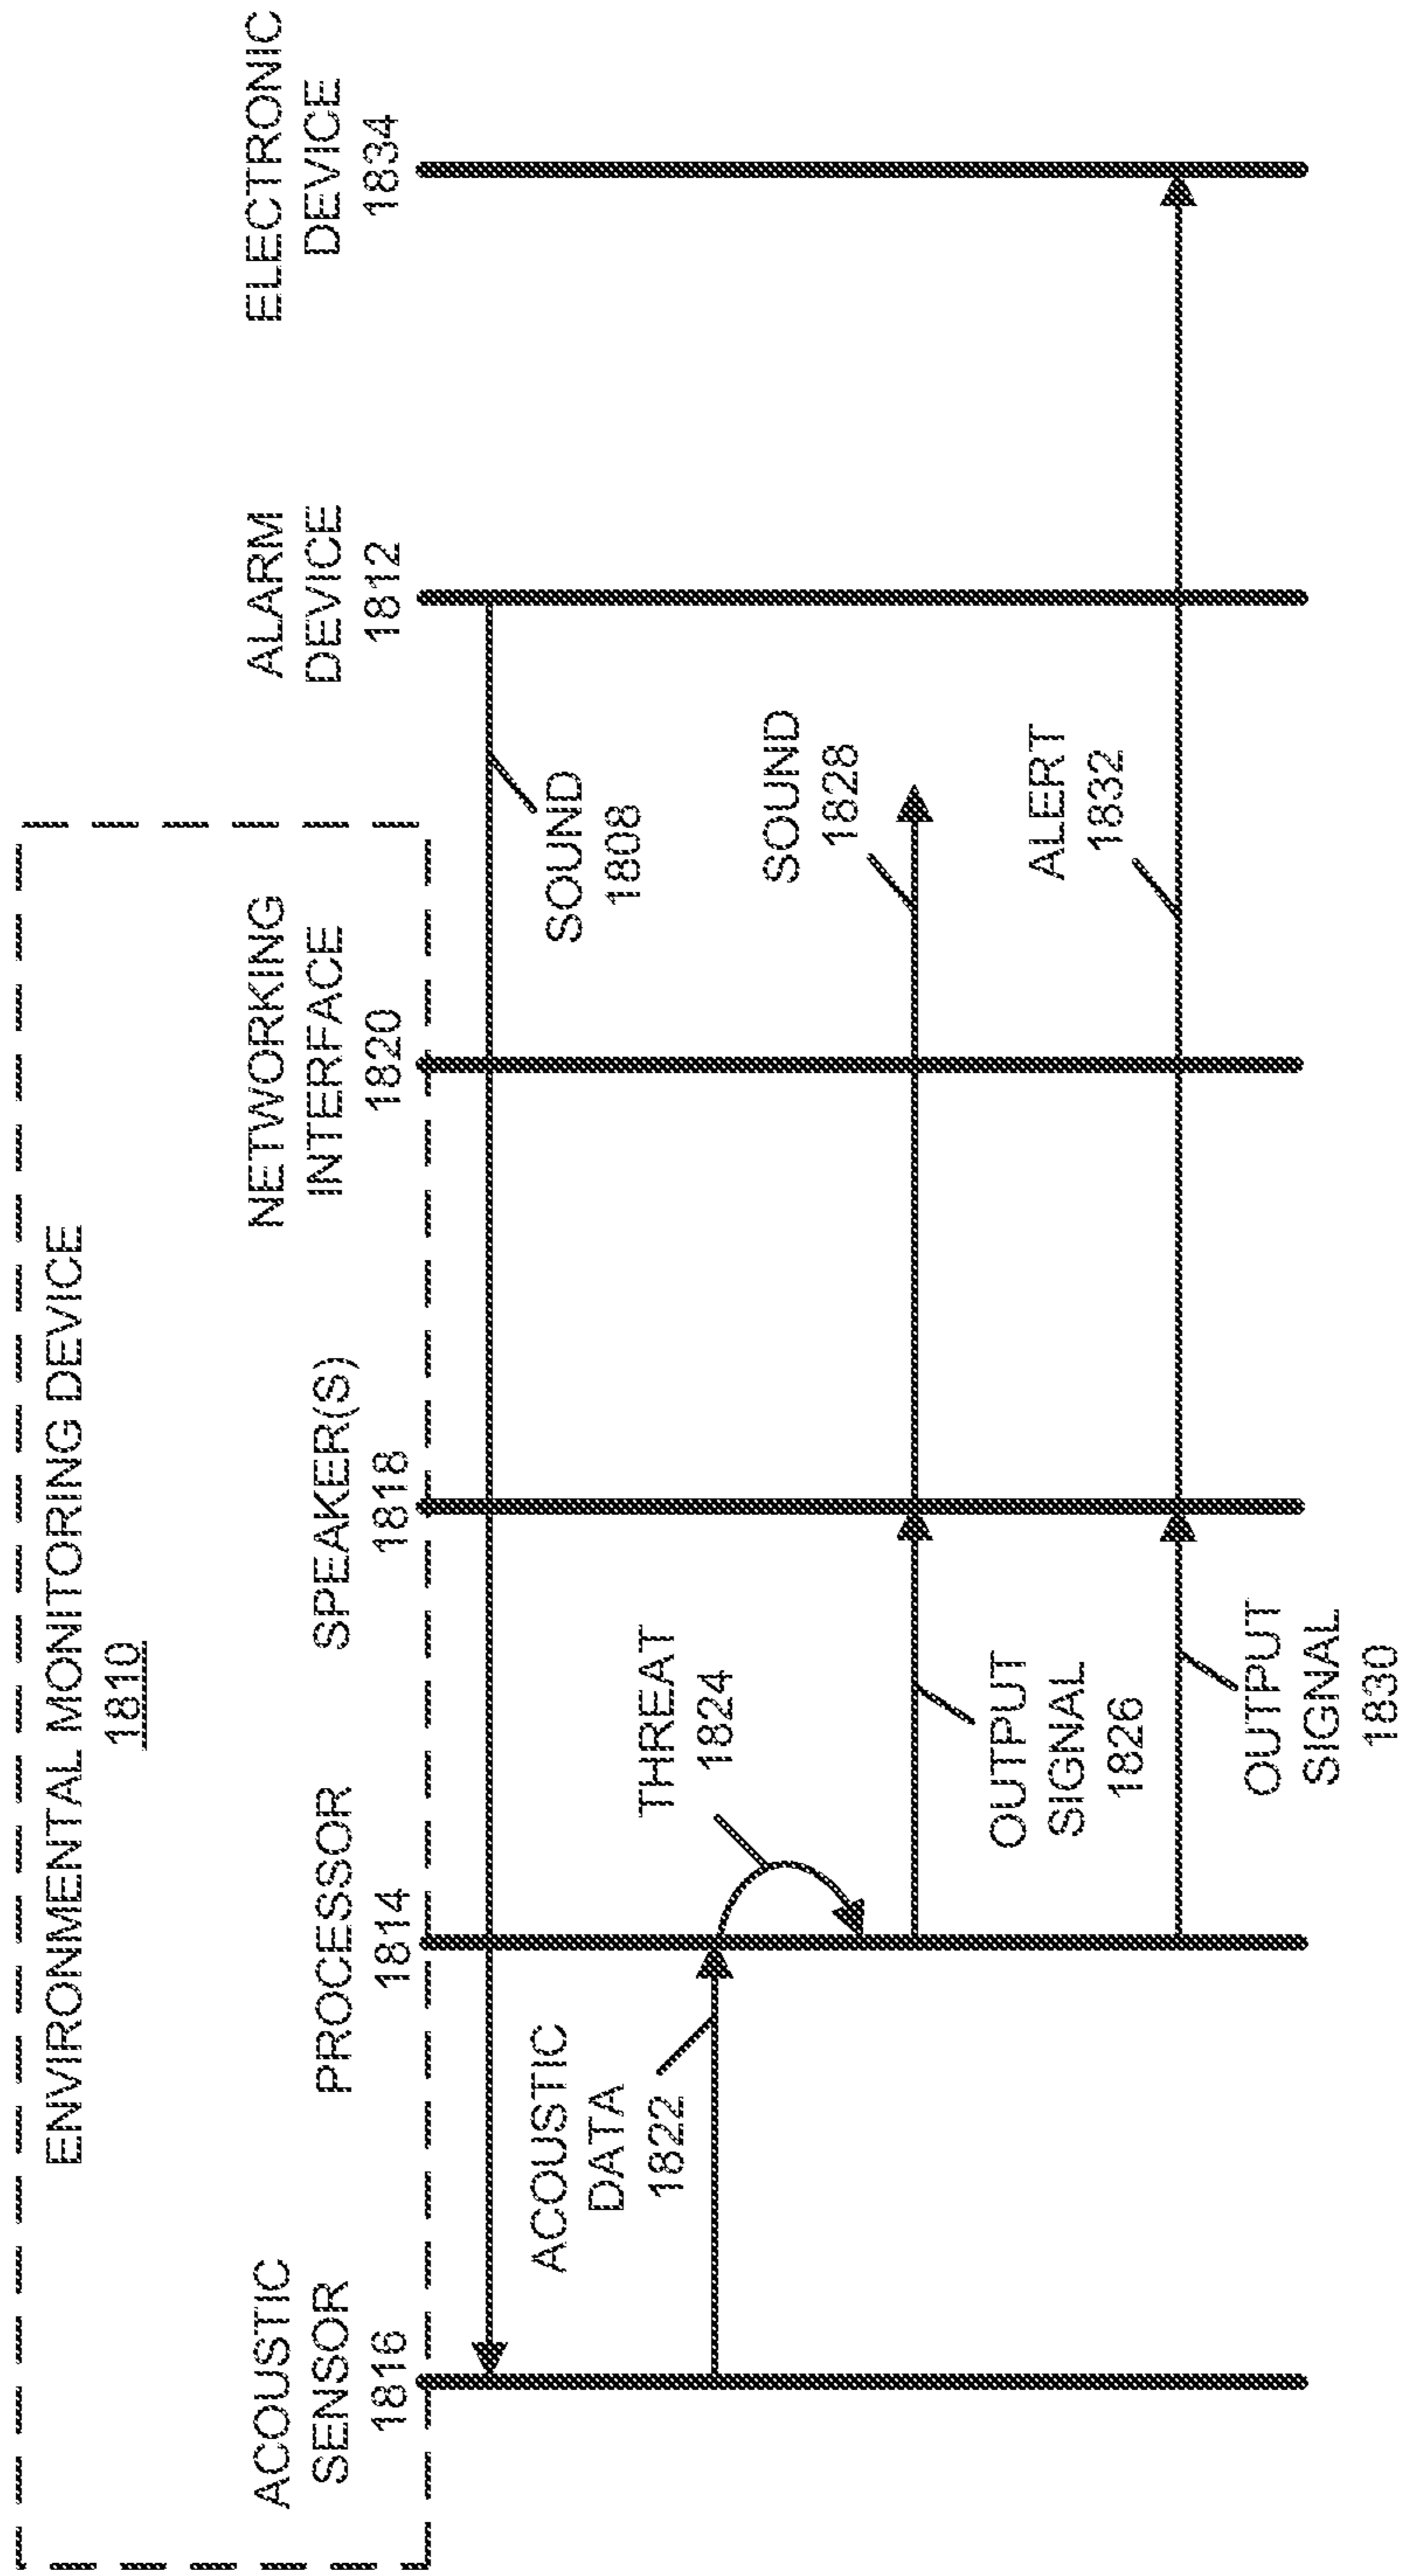 ENVIRONMENTAL MONITORING DEVICE
1810
ACOUSTIC
SENSOR
1816
PROCESSOR
1814
SPEAKER(S)
1818
NETWORKING
INTERFACE
1820
ALARM
DEVICE
1812
ELECTRONIC
DEVICE
1834
SOUND
1808
ACOUSTIC
DATA
1822
THREAT
1824
OUTPUT
SIGNAL
1826
SOUND
1828
OUTPUT
SIGNAL
1830
ALERT
1832